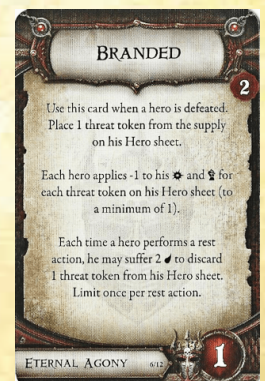 BRANDED
2
Use this card when a hero is defeated.
Place 1 threat token from the supply
on his Hero sheet.
Each hero applies -1 to his and for
each threat token on his Hero sheet (to
a minimum of 1).
Each time a hero performs a rest
action, he may suffer 2 to discard
1 threat token from his Hero sheet.
Limit once per rest action.
ETERNAL AGONY 6/12 1